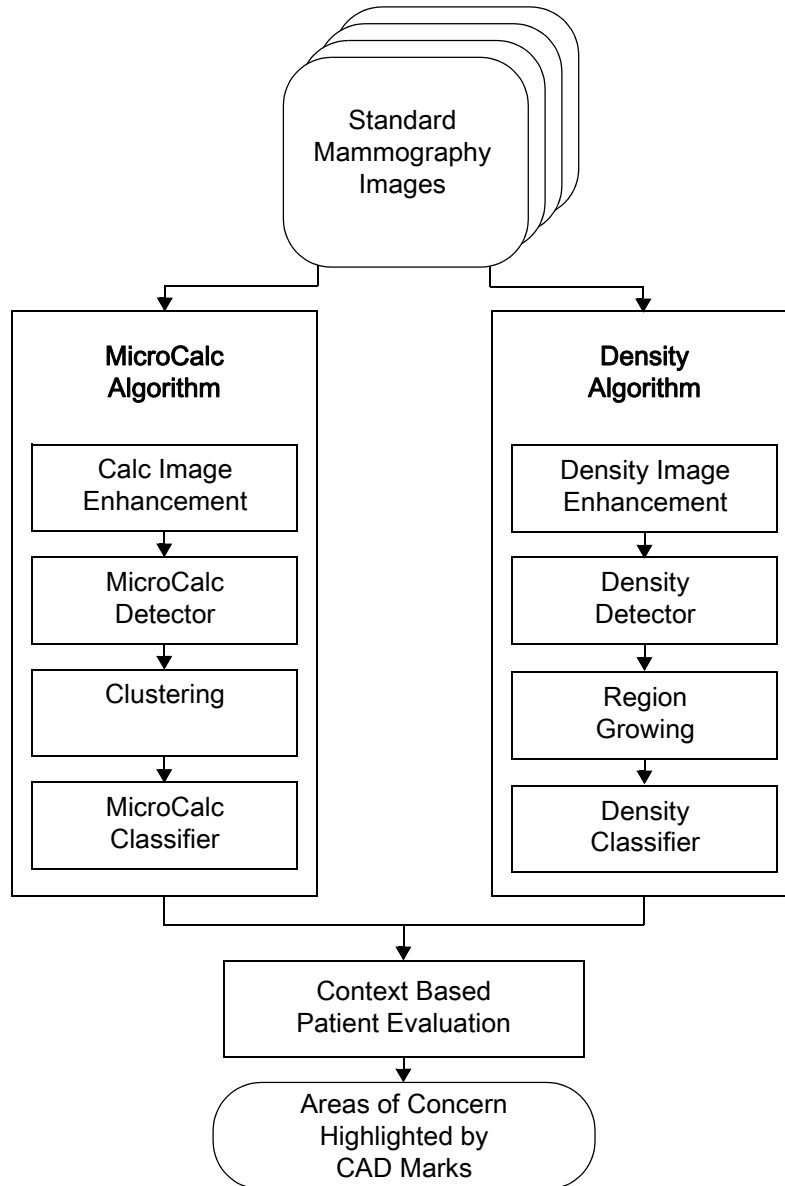 Standard
Mammography
Images
MicroCalc
Algorithm
Calc Image
Enhancement
MicroCalc
Detector
Clustering
MicroCalc
Classifier
Density
Algorithm
Density Image
Enhancement
Density
Detector
Region
Growing
Density
Classifier
Context Based
Patient Evaluation
Areas of Concern
Highlighted by
CAD Marks